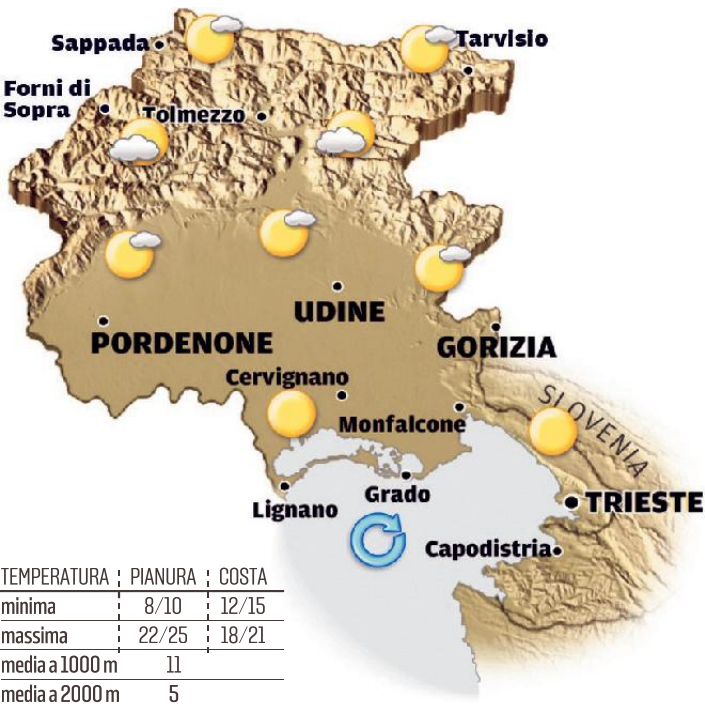 Sappada
Tarvisio
Forni di
Sopra
Tolmezzo
UDINE
PORDENONE
GORIZIA
Cervignano
SLOVENIA
Monfalcone
Grado
Lignano
TRIESTE
Capodistria
TEMPERATURA PIANURA COSTA
minima 8/10 12/15
massima 22/25 18/21
media a 1000 m 11
media a 2000 m 5